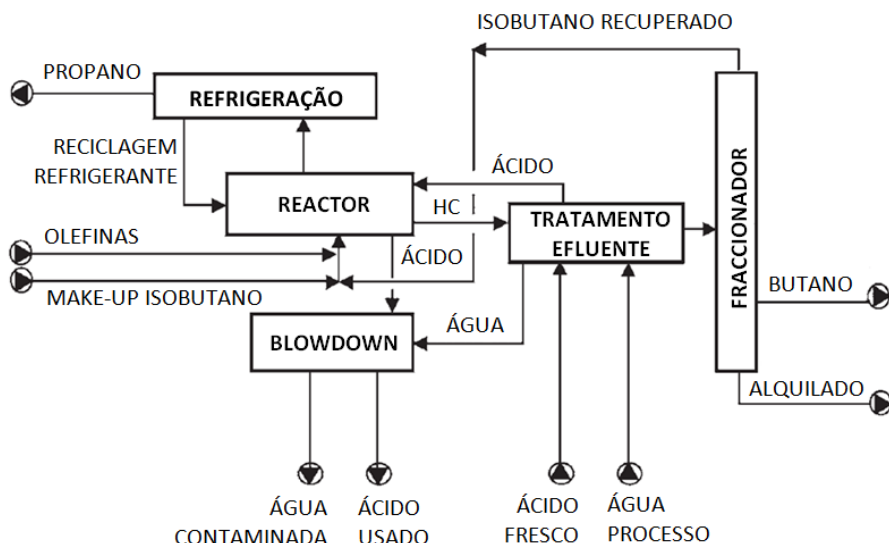 ISOBUTANO RECUPERADO
PROPANO
REFRIGERAÇÃO
RECICLAGEM
REFRIGERANTE
ÁCIDO
REACTOR
HC
TRATAMENTO
EFLUENTE
FRACCIONADOR
OLEFINAS
ÁCIDO
MAKE-UP ISOBUTANO
BUTANO
ÁGUA
BLOWDOWN
ALQUILADO
ÁGUA
CONTAMINADA
ÁCIDO
USADO
ÁCIDO
FRESCO
ÁGUA
PROCESSO